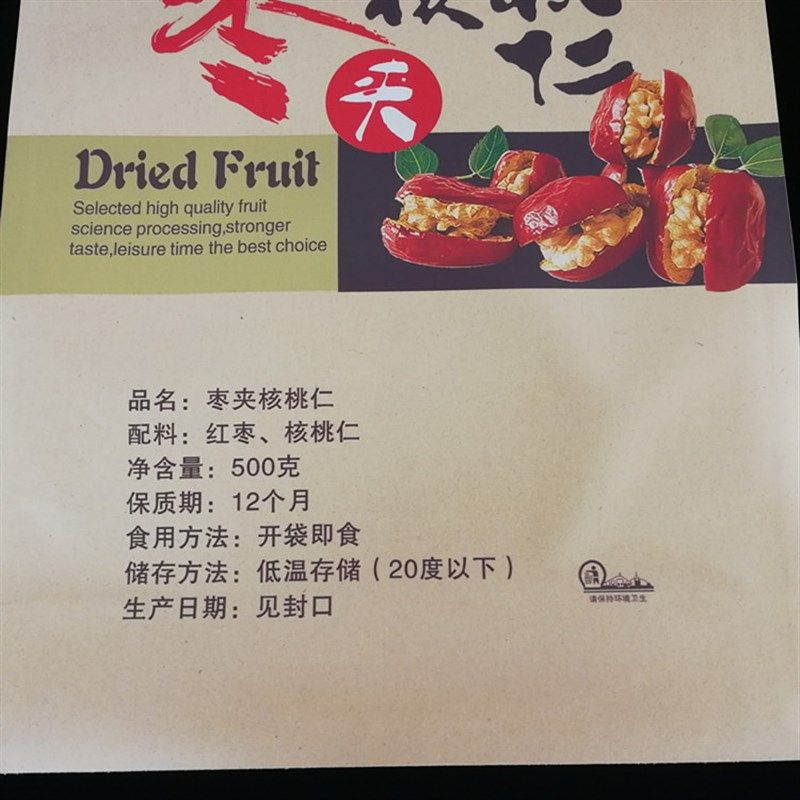 枣
夹
核桃仁
Dried Fruit
Selected high quality fruit
science processing,stronger
taste,leisure time the best choice
品名：枣夹核桃仁
配料：红枣、核桃仁
净含量：500克
保质期：12个月
食用方法：开袋即食
储存方法：低温存储（20度以下）
生产日期：见封口
请保持环境卫生